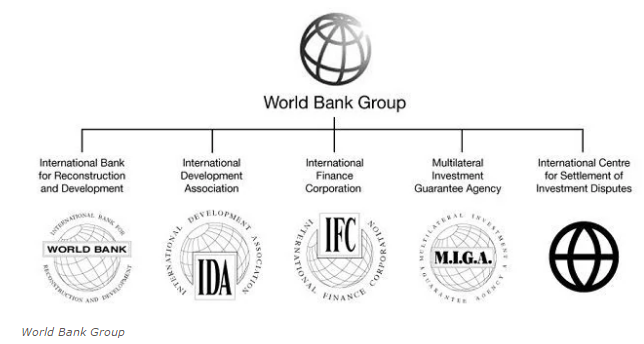 World Bank Group
International Bank
for Reconstruction
and Development
International
Development
Association
International
Finance
Corporation
Multilateral
Investment
Guarantee Agency
International Centre
for Settlement of
Investment Disputes
INTERNATIONAL BANK FOR
WORLD BANK
RECONSTRUCTION AND DEVELOPMENT
INTERNATIONAL DEVELOPMENT ASSOCIATION
IDA
IFC
INTERNATIONAL FINANCE CORPORATION
MULTILATERAL INVESTMENT
M.I.G.A.
GUARANTEE AGENCY
World Bank Group